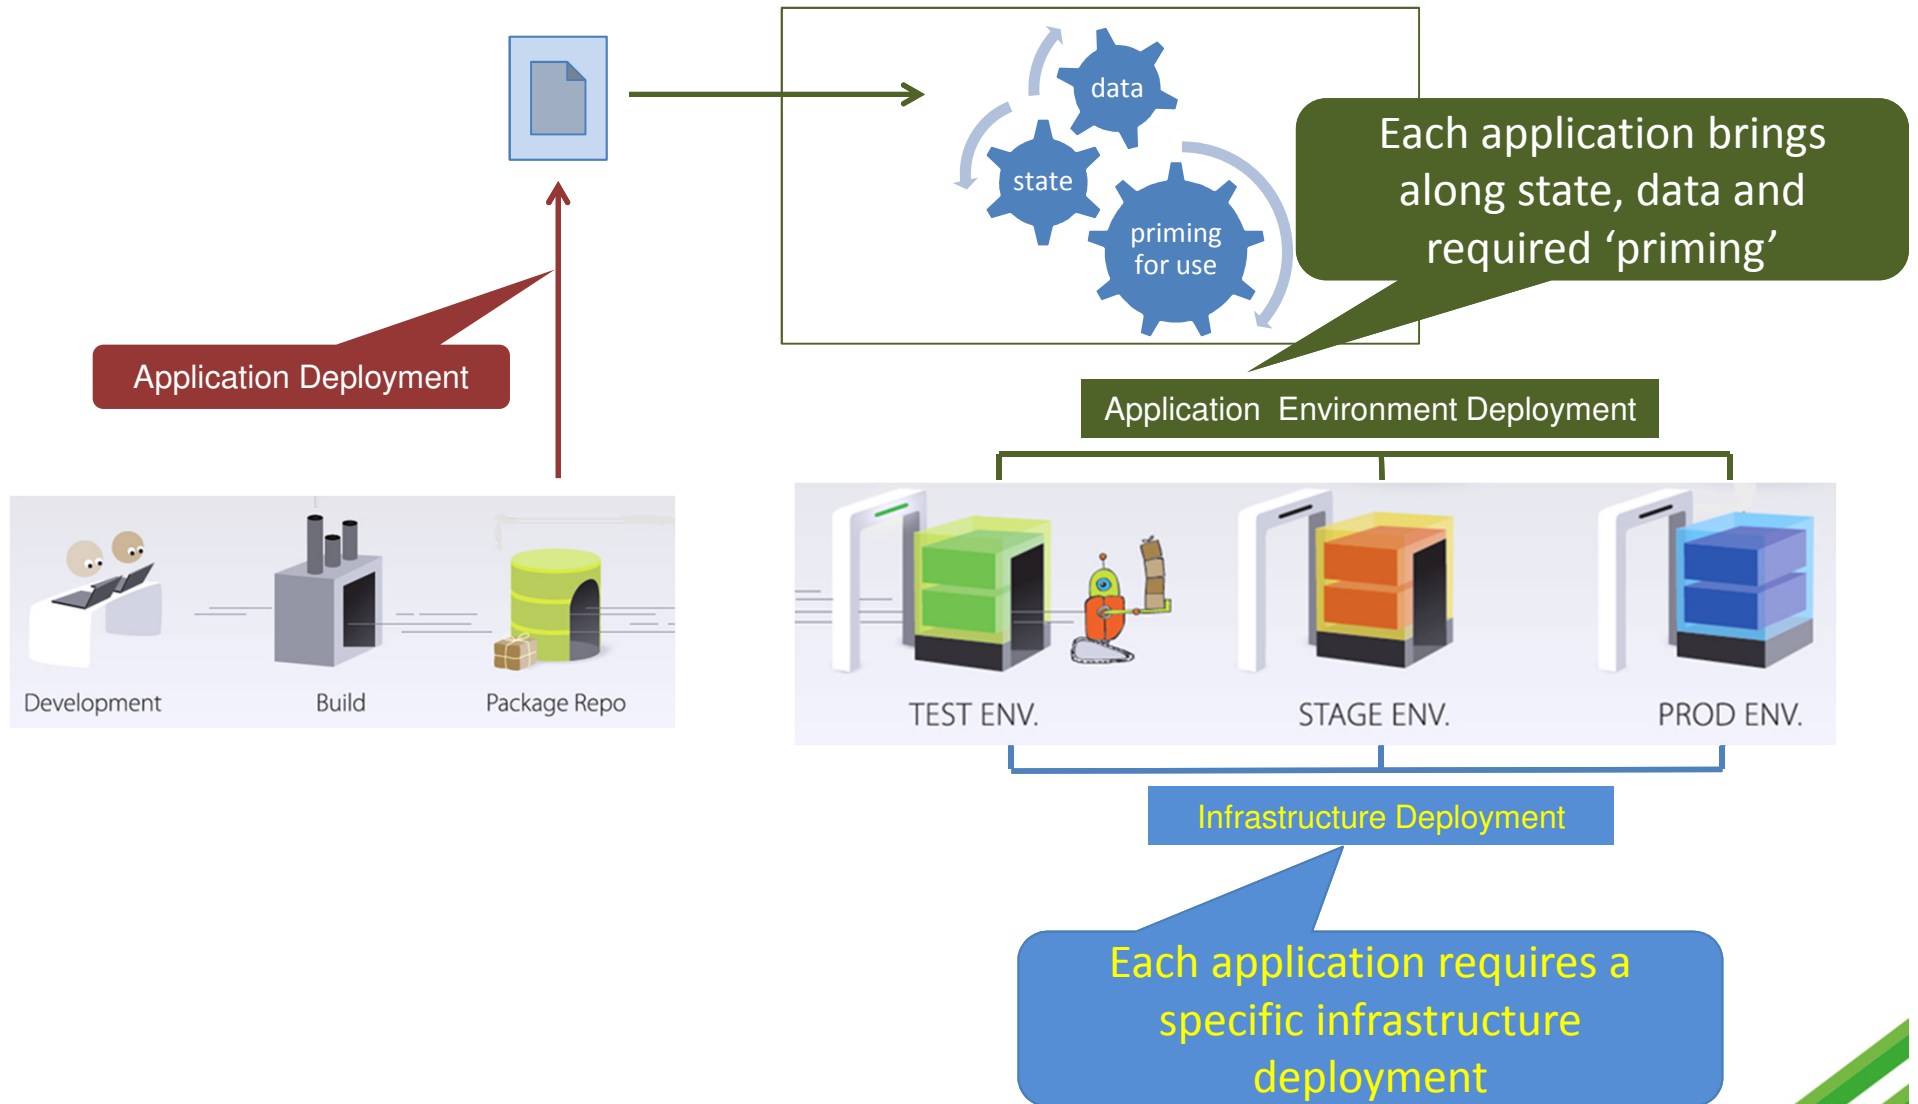 data
state
priming
for use
Each application brings
along state, data and
required ‘priming’
Application Deployment
Application  Environment Deployment
Development
Build
Package Repo
TEST ENV.
STAGE ENV.
PROD ENV.
Infrastructure Deployment
Each application requires a
specific infrastructure
deployment